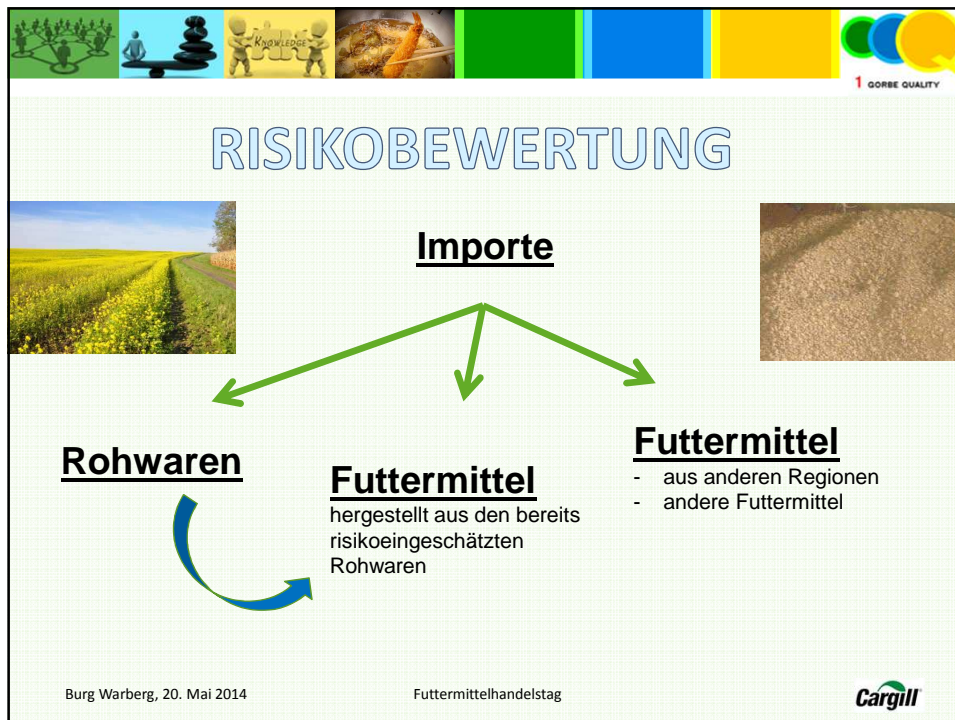 KNOWLEDGE
1 GORBE QUALITY
RISIKOBEWERTUNG
Importe
Rohwaren
Futtermittel
hergestellt aus den bereits
risikoeingeschätzten
Rohwaren
Futtermittel
- aus anderen Regionen
- andere Futtermittel
Burg Warberg, 20. Mai 2014
Futtermittelhandelstag
Cargill